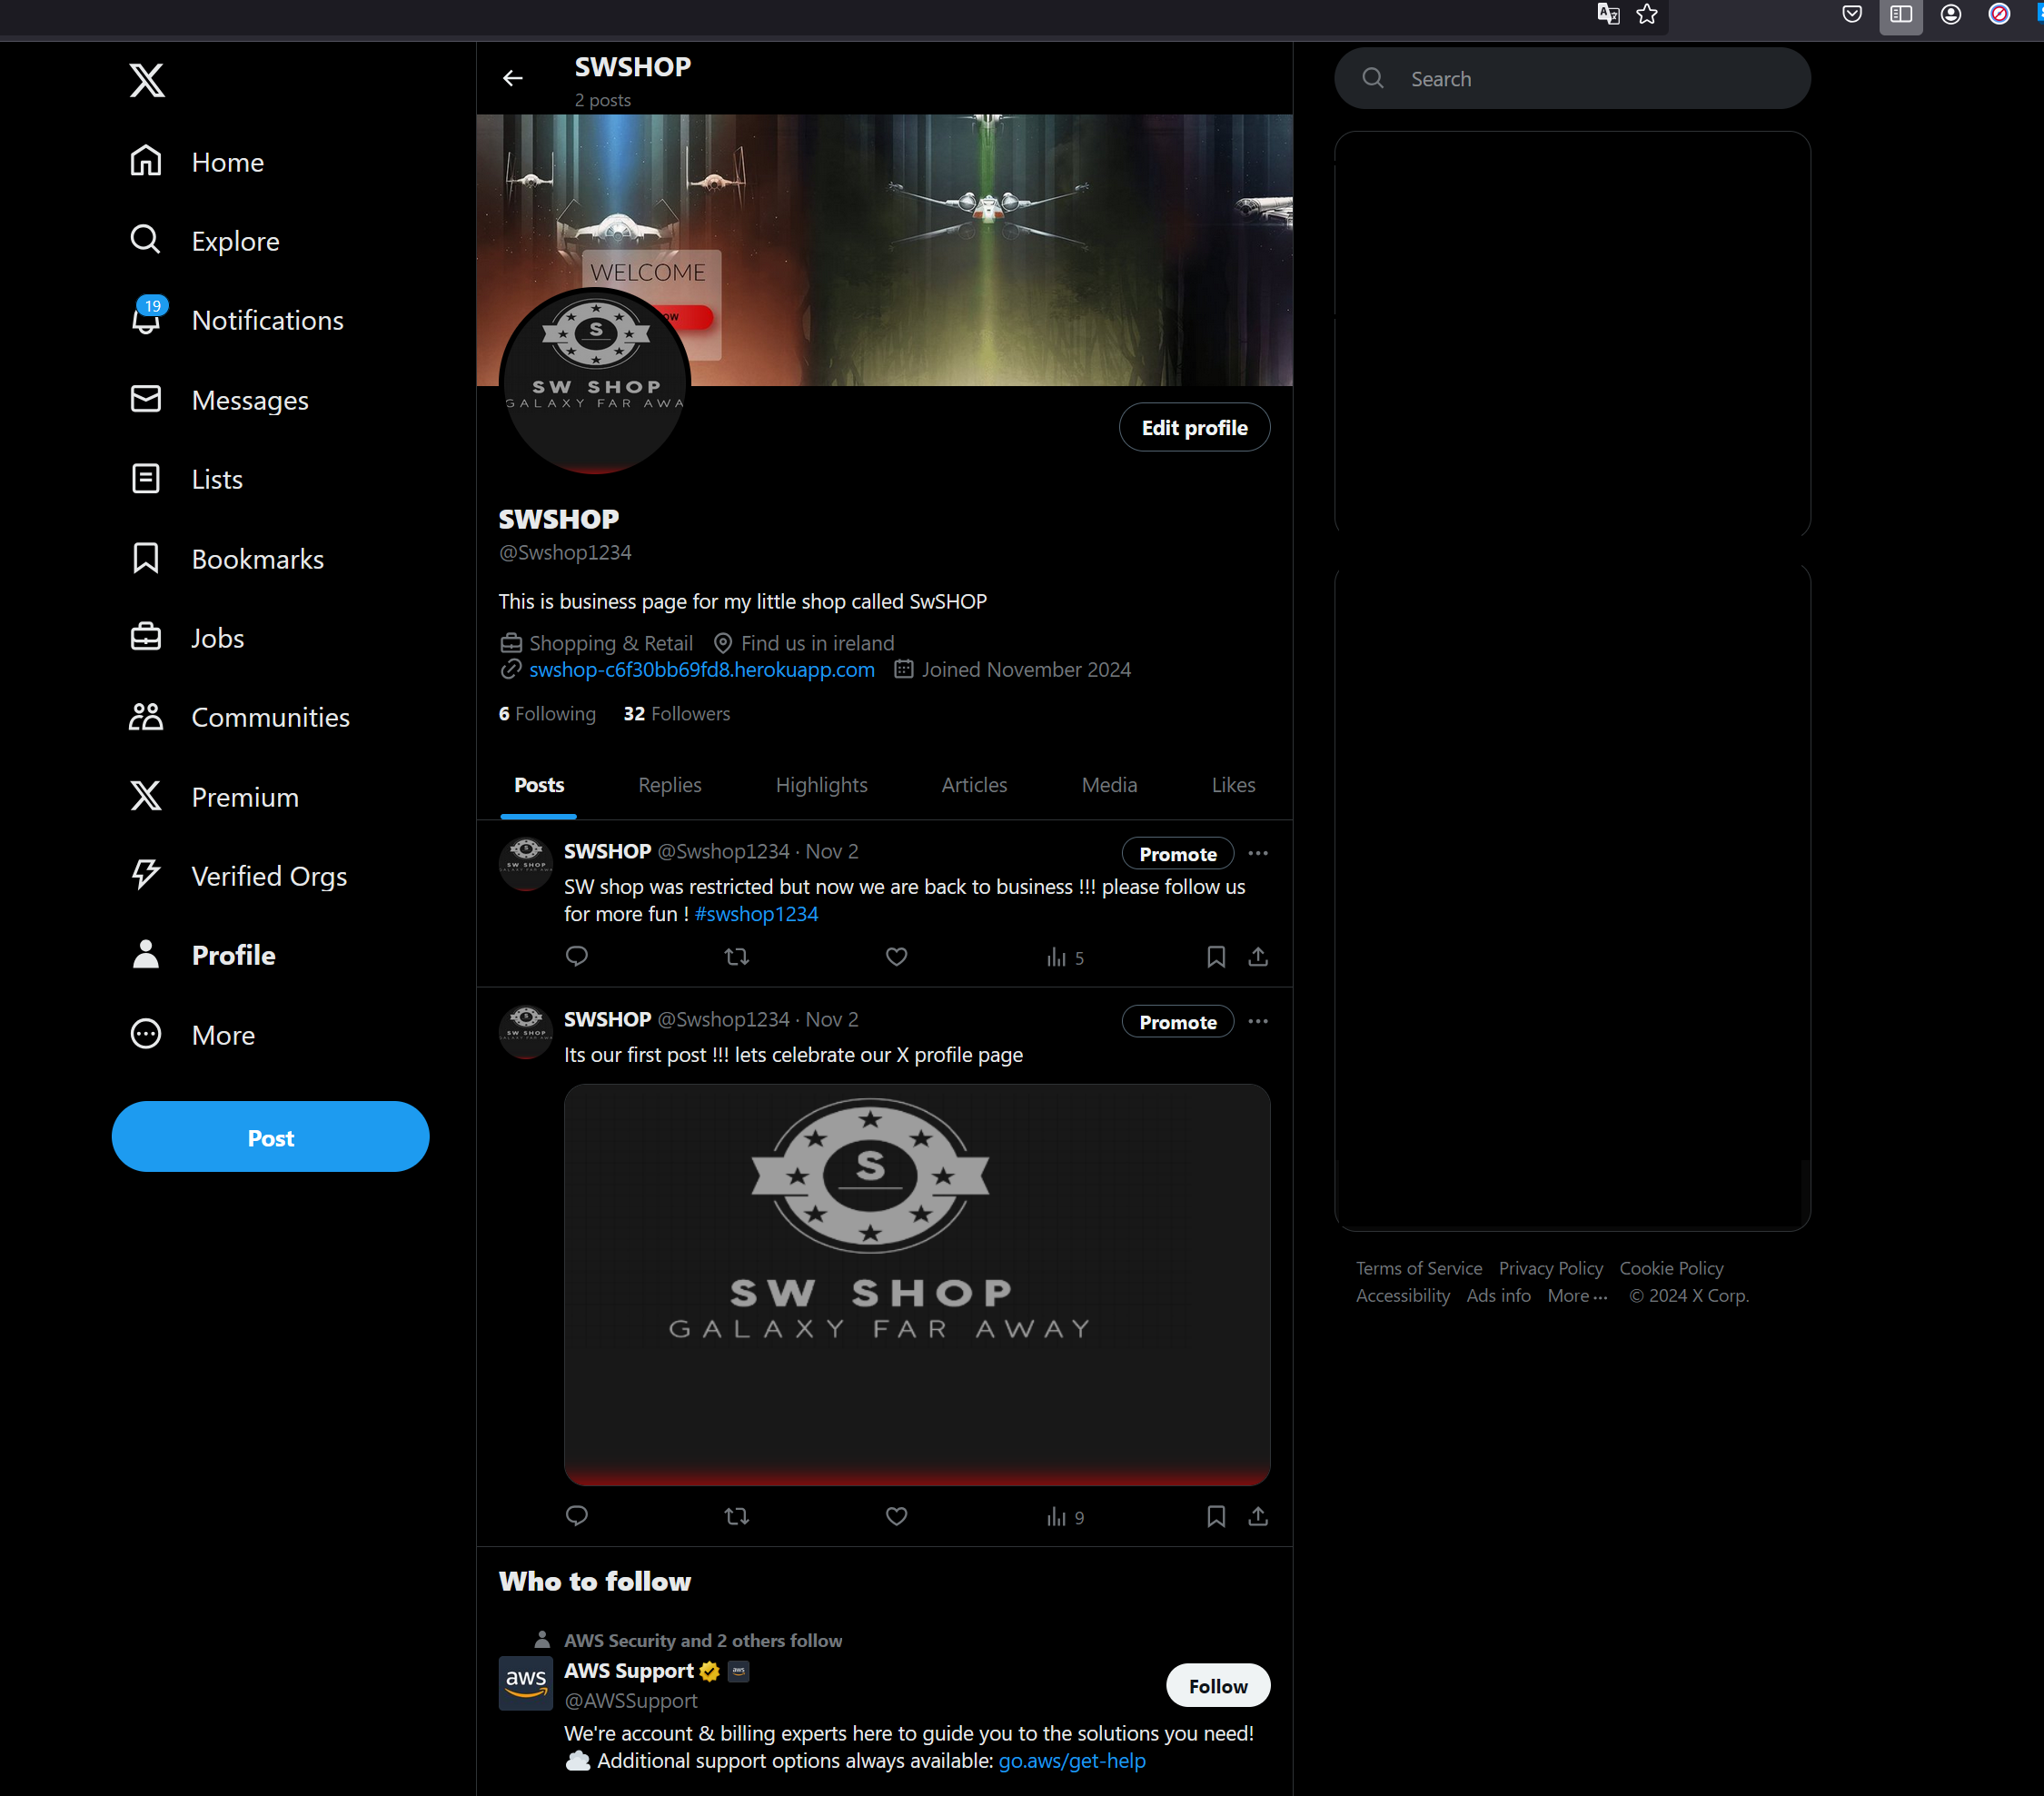 Home
Explore
19
Notifications
Messages
Lists
Bookmarks
Jobs
Communities
Premium
Verified Orgs
Profile
More
Post
SWSHOP
2 posts
WELCOME
S
SW SHOP
GALAXY FAR AWA
Edit profile
SWSHOP
@Swshop1234
This is business page for my little shop called SwSHOP
Shopping & Retail Find us in ireland
swshop-c6f30bb69fd8.herokuapp.com Joined November 2024
6 Following 32 Followers
Posts Replies Highlights Articles Media Likes
SWSHOP @Swshop1234 · Nov 2
Promote
SW shop was restricted but now we are back to business !!! please follow us
for more fun ! #swshop1234
5
SWSHOP @Swshop1234 · Nov 2
Promote
Its our first post !!! lets celebrate our X profile page
S
SW SHOP
GALAXY FAR AWAY
9
Who to follow
AWS Security and 2 others follow
aws
AWS Support
@AWSSupport
Follow
We're account & billing experts here to guide you to the solutions you need!
Additional support options always available: go.aws/get-help
Search
Terms of Service Privacy Policy Cookie Policy
Accessibility Ads info More ··· © 2024 X Corp.